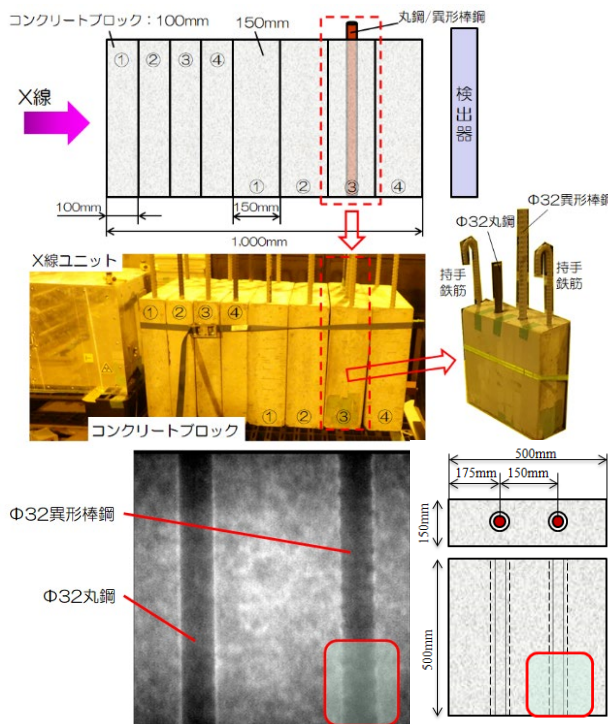 コンクリートブロック：100mm
150mm
丸鋼/異形棒鋼
① ② ③ ④
X線
検出器
① ② ③ ④
100mm
150mm
1,000mm
X線ユニット
Φ32異形棒鋼
Φ32丸鋼
持手
鉄筋
持手
鉄筋
① ② ③ ④
① ② ③ ④
コンクリートブロック
Φ32異形棒鋼
Φ32丸鋼
500mm
175mm
150mm
150mm
500mm